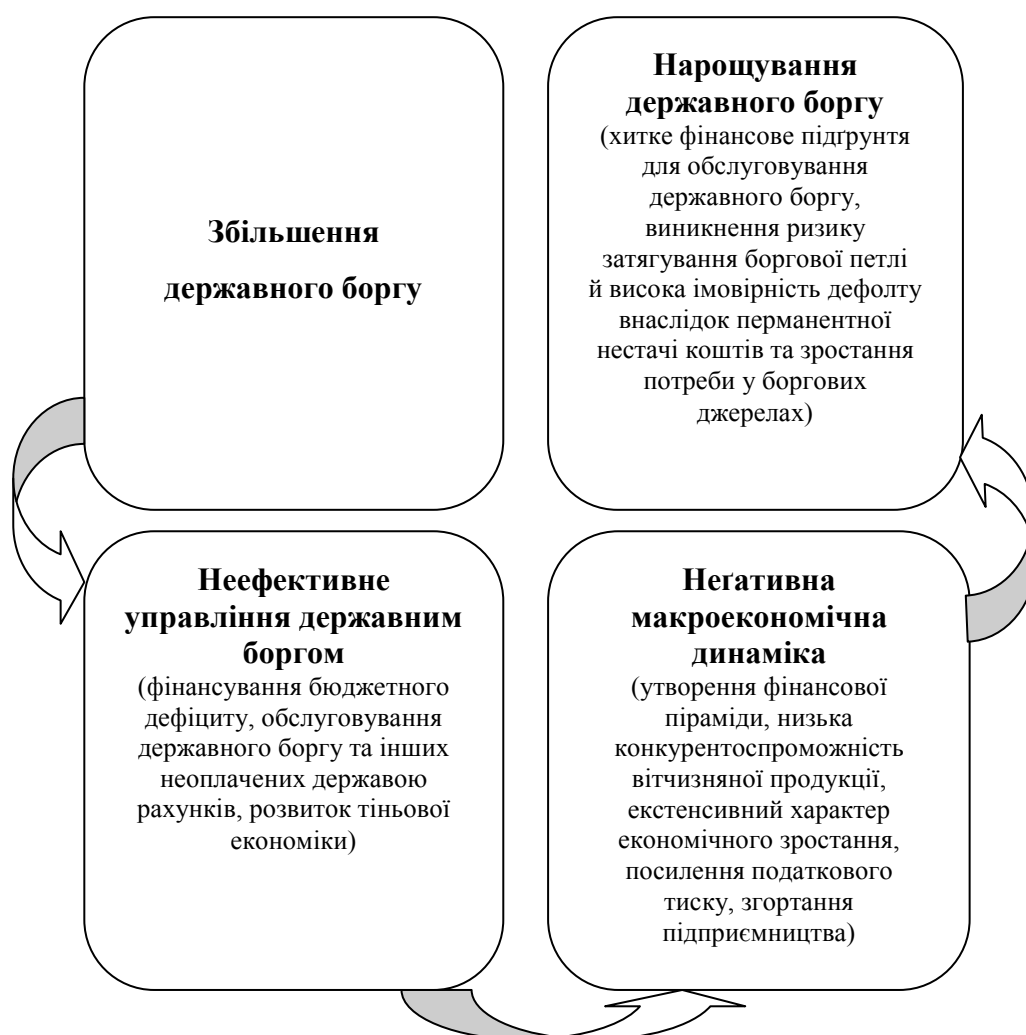 Збільшення
державного боргу
Неефективне
управління державним
боргом
(фінансування бюджетного
дефіциту, обслуговування
державного боргу та інших
неоплачених державою
рахунків, розвиток тіньової
економіки)
Неґативна
макроекономічна
динаміка
(утворення фінансової
піраміди, низька
конкурентоспроможність
вітчизняної продукції,
екстенсивний характер
економічного зростання,
посилення податкового
тиску, згортання
підприємництва)
Нарощування
державного боргу
(хитке фінансове підґрунтя
для обслуговування
державного боргу,
виникнення ризику
затягування боргової петлі
й висока імовірність дефолту
внаслідок перманентної
нестачі коштів та зростання
потреби у боргових
джерелах)